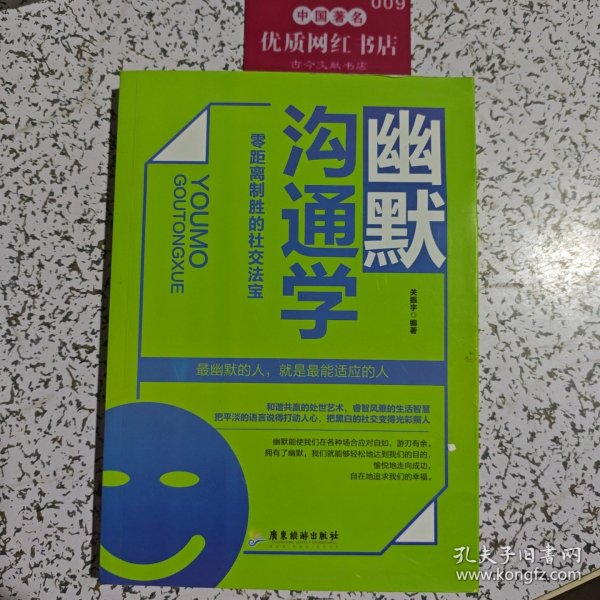 009
中国著名
优质网红书店
古今文献书店
幽默
沟通学
零距离制胜的社交法宝
YOUMO
GOUTONGXUE
关振宇◎编著
最幽默的人，就是最能适应的人
和谐共赢的处世艺术，睿智风雅的生活智慧
把平淡的语言说得打动人心，把黑白的社交变得光彩照人
幽默能使我们在各种场合应对自如，游刃有余。
拥有了幽默，我们就能够轻松地达到我们的目的，
愉悦地走向成功，
自在地追求我们的幸福。
广东旅游出版社
孔夫子旧书网
www.kongfz.com